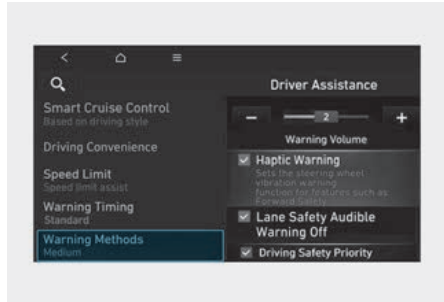 Driver Assistance
Smart Cruise Control
Based on driving style
Driving Convenience
Speed Limit
Speed limit assist
Warning Timing
Standard
Warning Methods
Medium
2
Warning Volume
Haptic Warning
Sets the steering wheel
vibration warning
function for features such as
Forward Safety
Lane Safety Audible
Warning Off
Driving Safety Priority